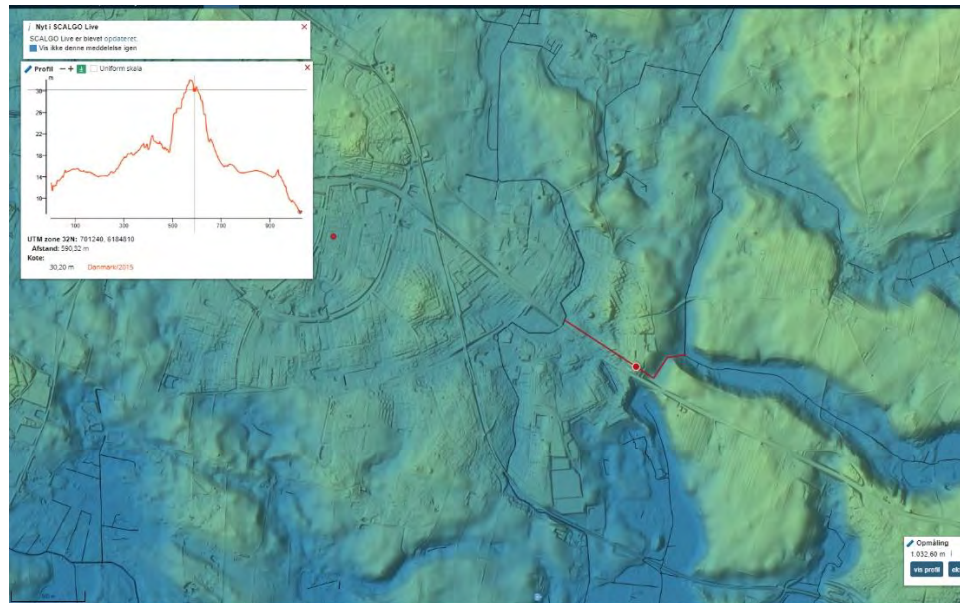 i Nyt i SCALGO Live
SCALGO Live er blevet opdateret.
Vis ikke denne meddelelse igen
Profil − + Uniform skala
m
30
26
22
18
14
10
100 300 500 700 900
UTM zone 32N: 701240, 6184810
Afstand: 590,32 m
Kote:
30,20 m Danmark/2015
Opmåling
1.032,60 m
vis profil